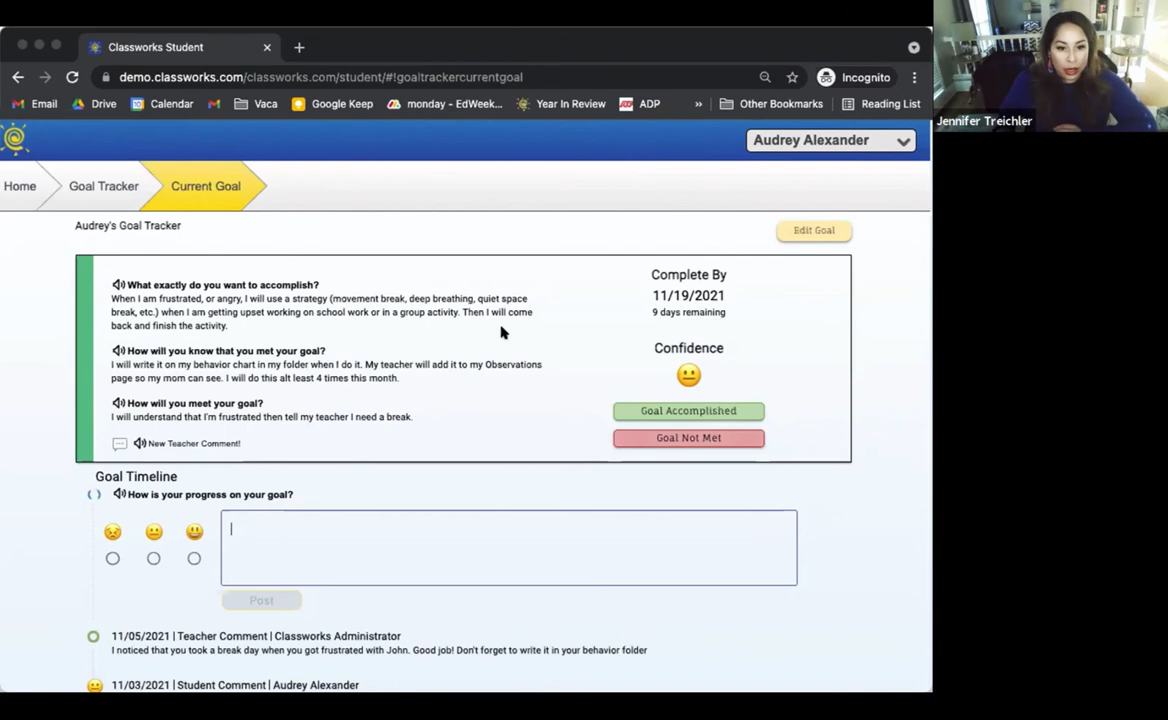 Classworks Student
demo.classworks.com/classworks.com/student/#!goaltrackercurrentgoal
Incognito
Email
Drive
Calendar
Vaca
Google Keep
monday - EdWeek...
Year In Review
ADP
»
Other Bookmarks
Reading List
Jennifer Treichler
Audrey Alexander
Home
Goal Tracker
Current Goal
Audrey's Goal Tracker
Edit Goal
What exactly do you want to accomplish?
When I am frustrated, or angry, I will use a strategy (movement break, deep breathing, quiet space
break, etc.) when I am getting upset working on school work or in a group activity. Then I will come
back and finish the activity.
How will you know that you met your goal?
I will write it on my behavior chart in my folder when I do it. My teacher will add it to my Observations
page so my mom can see. I will do this alt least 4 times this month.
How will you meet your goal?
I will understand that I'm frustrated then tell my teacher I need a break.
New Teacher Comment!
Complete By
11/19/2021
9 days remaining
Confidence
Goal Accomplished
Goal Not Met
Goal Timeline
How is your progress on your goal?
Post
11/05/2021 | Teacher Comment | Classworks Administrator
I noticed that you took a break day when you got frustrated with John. Good job! Don't forget to write it in your behavior folder
11/03/2021 | Student Comment | Audrey Alexander